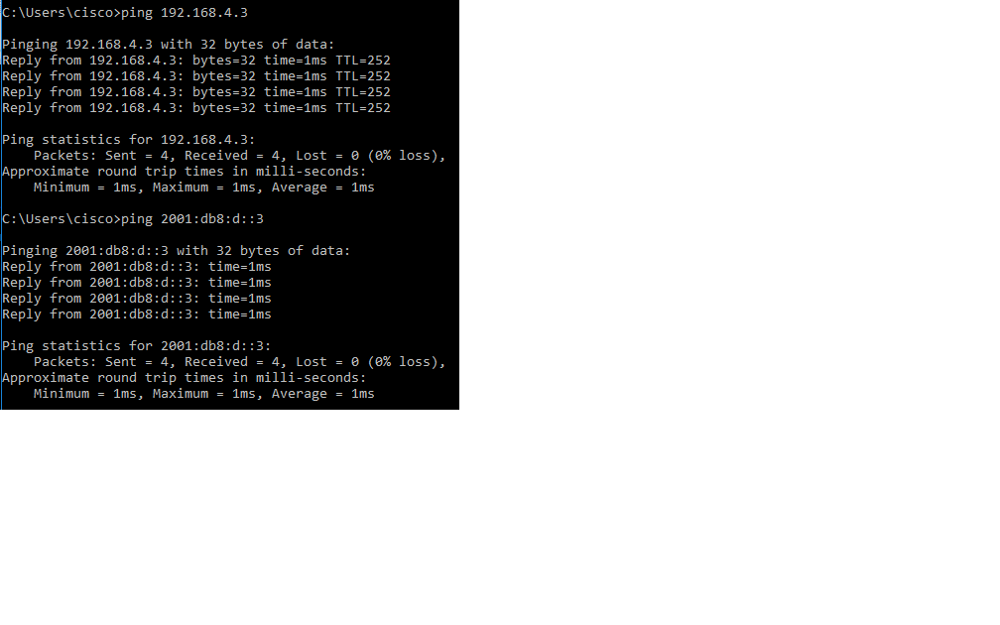 C:\Users\cisco>ping 192.168.4.3
Pinging 192.168.4.3 with 32 bytes of data:
Reply from 192.168.4.3: bytes=32 time=1ms TTL=252
Reply from 192.168.4.3: bytes=32 time=1ms TTL=252
Reply from 192.168.4.3: bytes=32 time=1ms TTL=252
Reply from 192.168.4.3: bytes=32 time=1ms TTL=252
Ping statistics for 192.168.4.3:
    Packets: Sent = 4, Received = 4, Lost = 0 (0% loss),
Approximate round trip times in milli-seconds:
    Minimum = 1ms, Maximum = 1ms, Average = 1ms
C:\Users\cisco>ping 2001:db8:d::3
Pinging 2001:db8:d::3 with 32 bytes of data:
Reply from 2001:db8:d::3: time=1ms
Reply from 2001:db8:d::3: time=1ms
Reply from 2001:db8:d::3: time=1ms
Reply from 2001:db8:d::3: time=1ms
Ping statistics for 2001:db8:d::3:
    Packets: Sent = 4, Received = 4, Lost = 0 (0% loss),
Approximate round trip times in milli-seconds:
    Minimum = 1ms, Maximum = 1ms, Average = 1ms